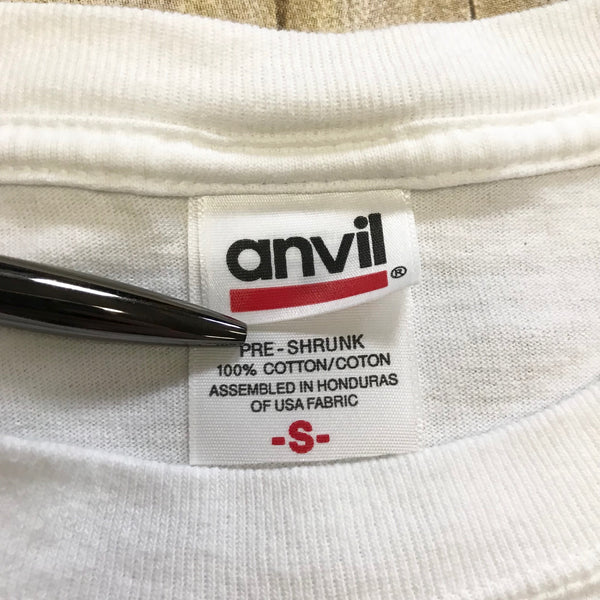 anvil
®
PRE-SHRUNK
100% COTTON/COTON
ASSEMBLED IN HONDURAS
OF USA FABRIC
-S-